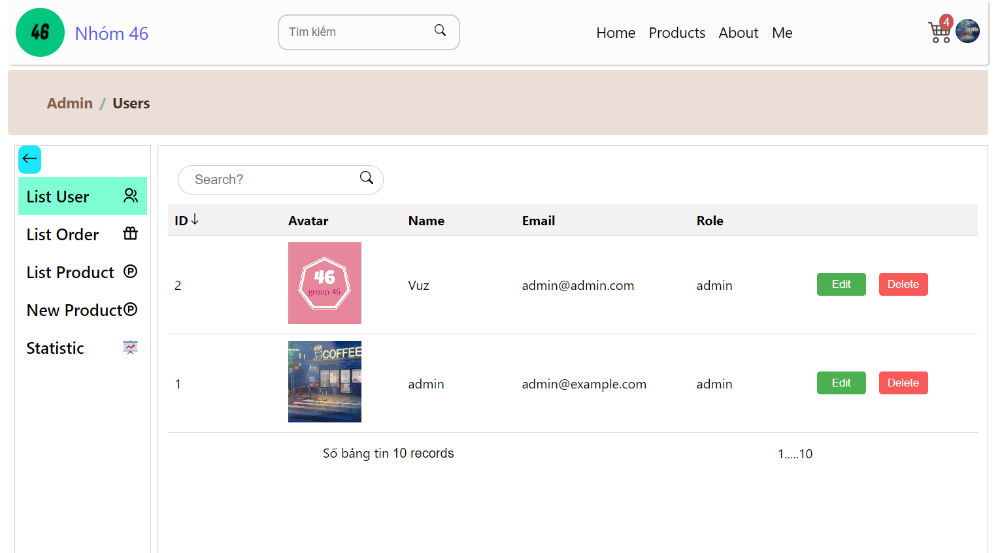 46 Nhóm 46 Tìm kiếm Home Products About Me 4
Admin / Users
Search?
List User
List Order
List Product
New Product
Statistic
ID Avatar Name Email Role
46
group 46
2 Vuz admin@admin.com admin Edit Delete
COFFEE
1 admin admin@example.com admin Edit Delete
Số bảng tin 10 records 1.....10